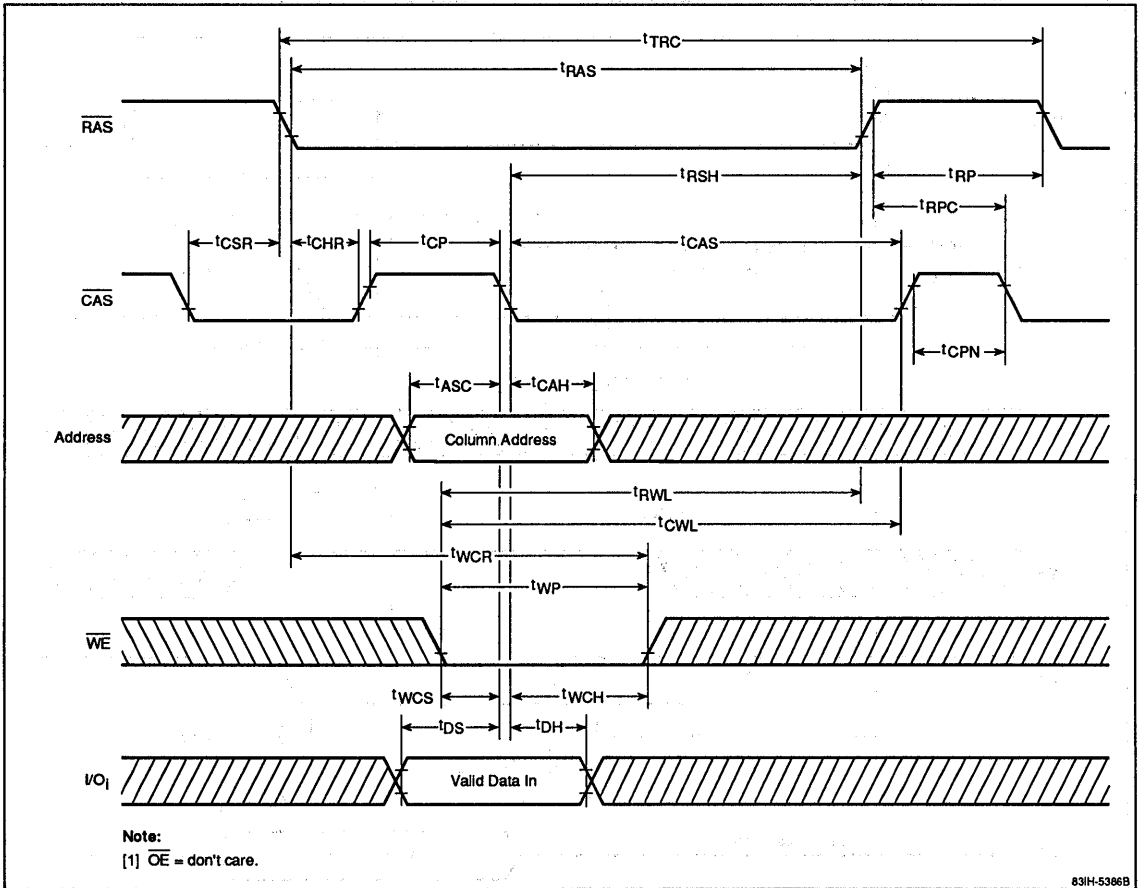 tTRC
tRAS
RAS
tRSH
tRP
tRPC
tCSR
tCHR
tCP
tCAS
CAS
tCPN
tASC
tCAH
Address
Column Address
tRWL
tCWL
tWCR
tWP
WE
tWCS
tWCH
tDS
tDH
I/Oi
Valid Data In
Note:
[1] OE = don't care.
83IH-5386B